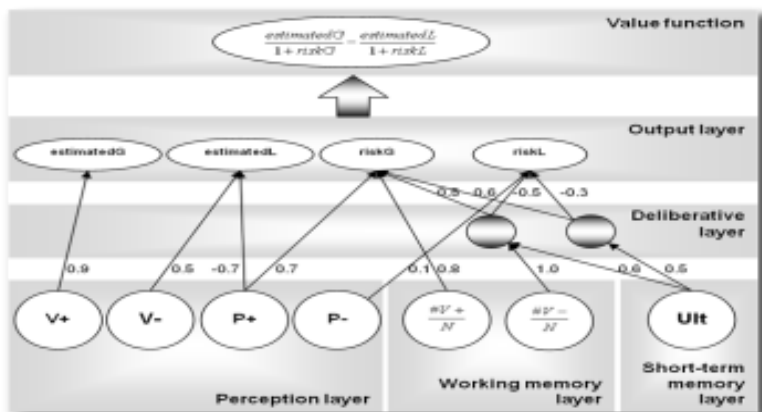 Value function
estimatedG / 1 + riskG - estimatedL / 1 + riskL
Output layer
estimatedG estimatedL riskG riskL
0.6 -0.5 -0.3
Deliberative
layer
0.9 0.5 -0.7 0.7 0.1 0.8 1.0 0.6 0.5
V+ V- P+ P- #V + / N #V - / N Ult
Perception layer
Working memory
layer
Short-term
memory
layer